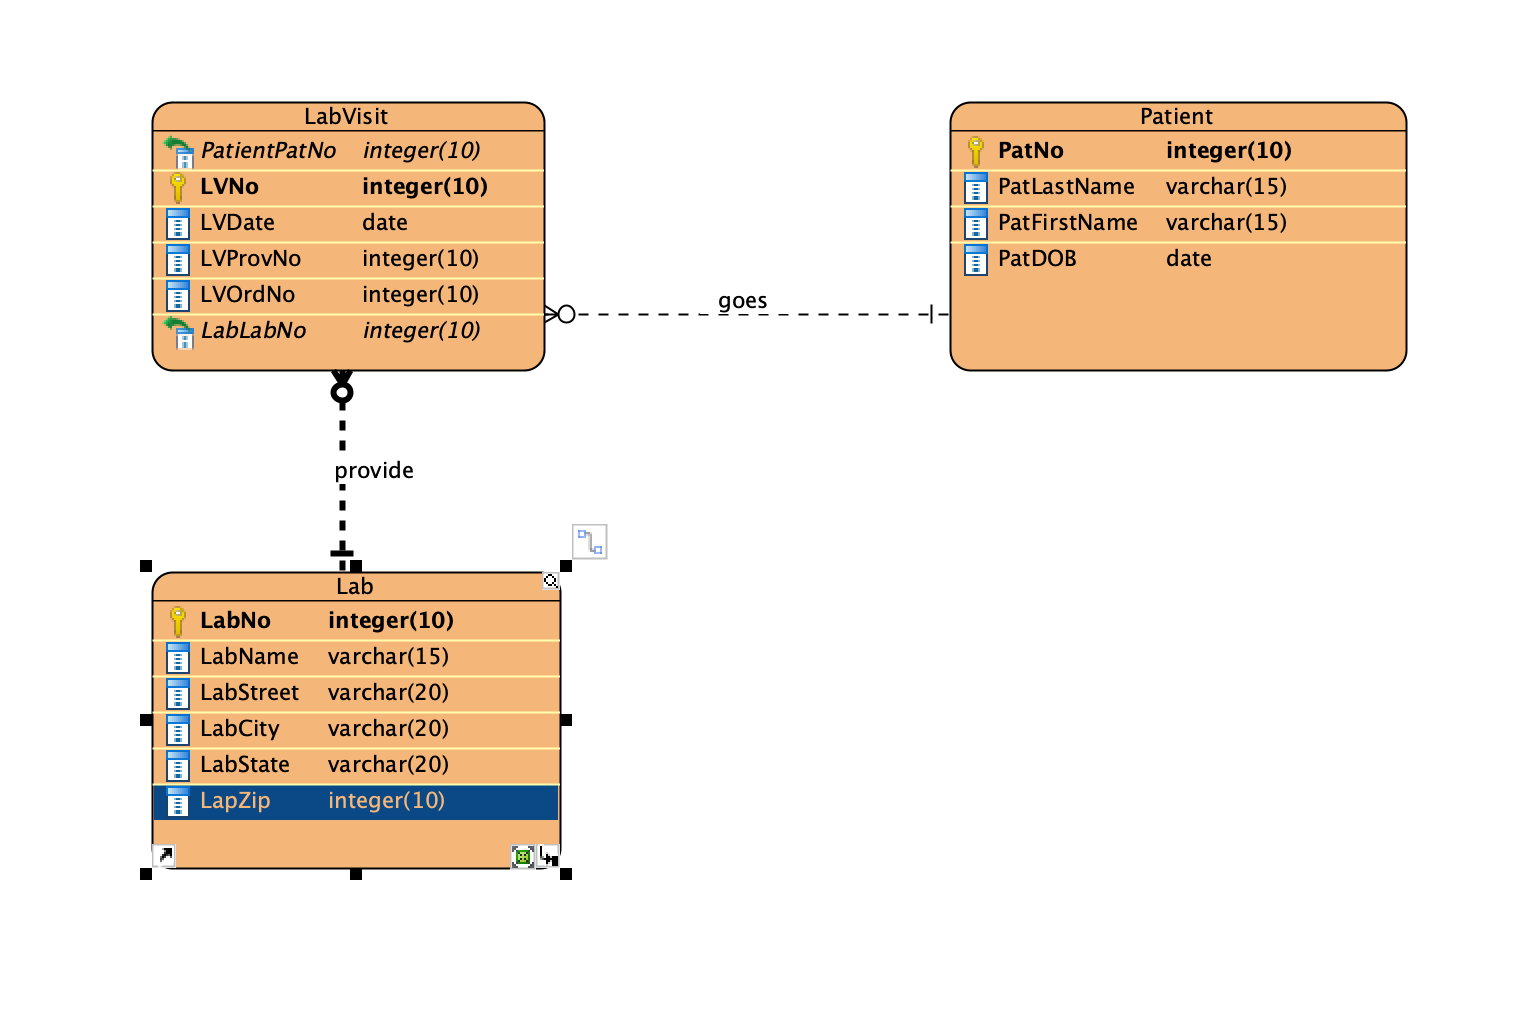 LabVisit
PatientPatNo integer(10)
LVNo integer(10)
LVDate date
LVProvNo integer(10)
LVOrdNo integer(10)
LabLabNo integer(10)
Patient
PatNo integer(10)
PatLastName varchar(15)
PatFirstName varchar(15)
PatDOB date
goes
provide
Lab
LabNo integer(10)
LabName varchar(15)
LabStreet varchar(20)
LabCity varchar(20)
LabState varchar(20)
LapZip integer(10)